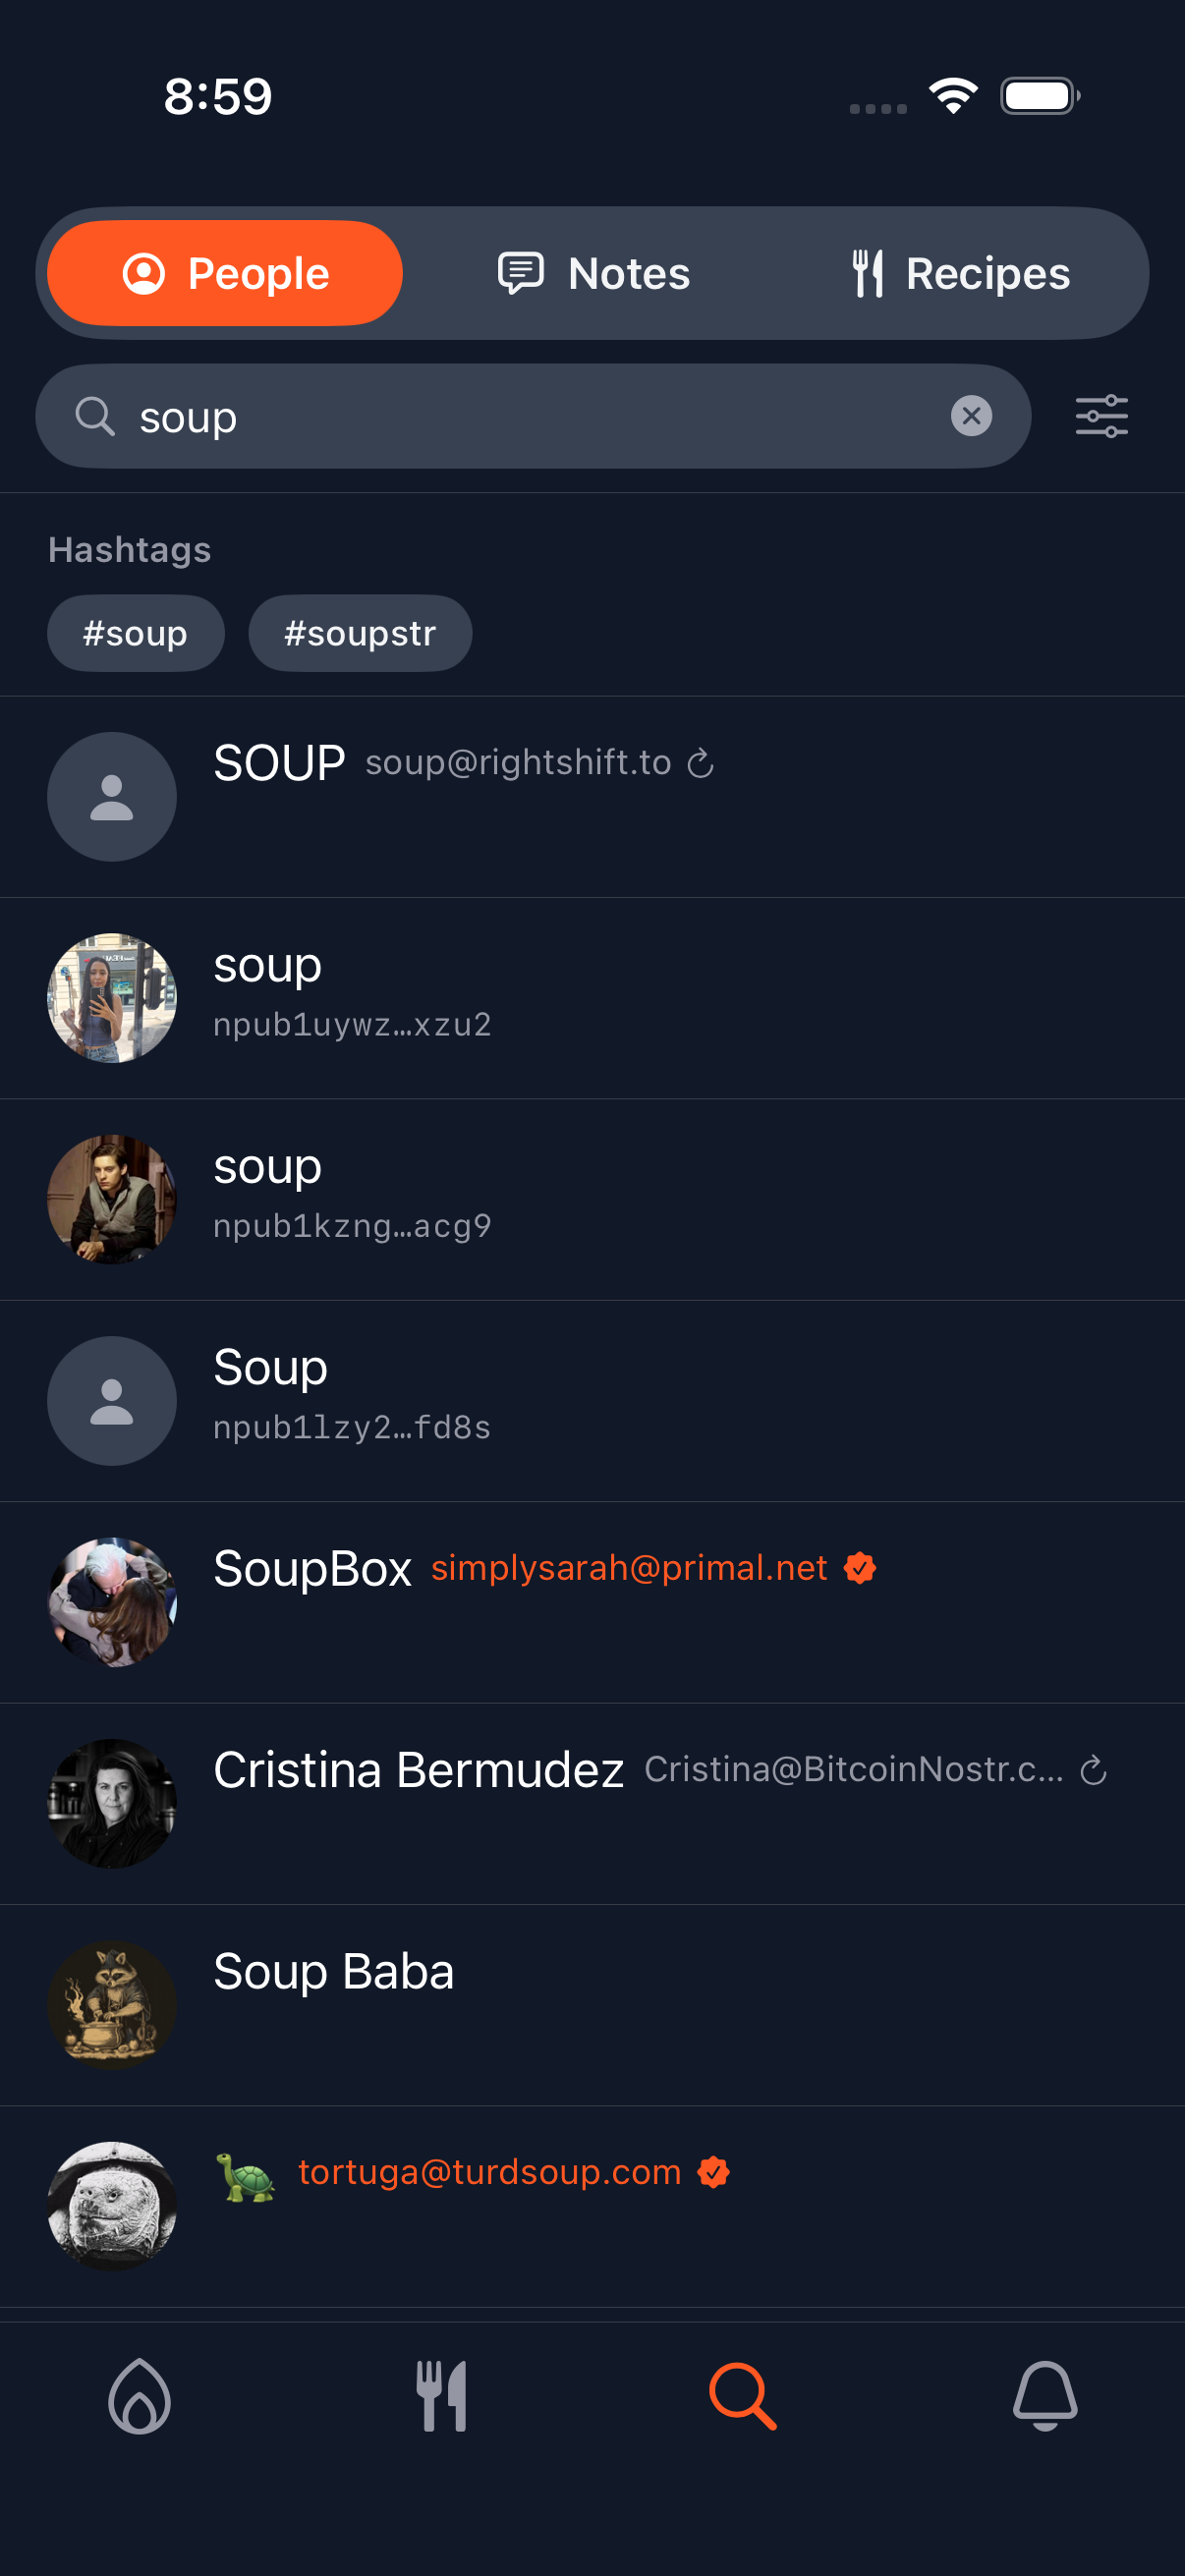 8:59
People Notes Recipes
soup
Hashtags
#soup #soupstr
SOUP soup@rightshift.to
soup
npub1uywz…xzu2
soup
npub1kzng…acg9
Soup
npub1lzy2…fd8s
SoupBox simplysarah@primal.net
Cristina Bermudez Cristina@BitcoinNostr.c…
Soup Baba
🐢 tortuga@turdsoup.com